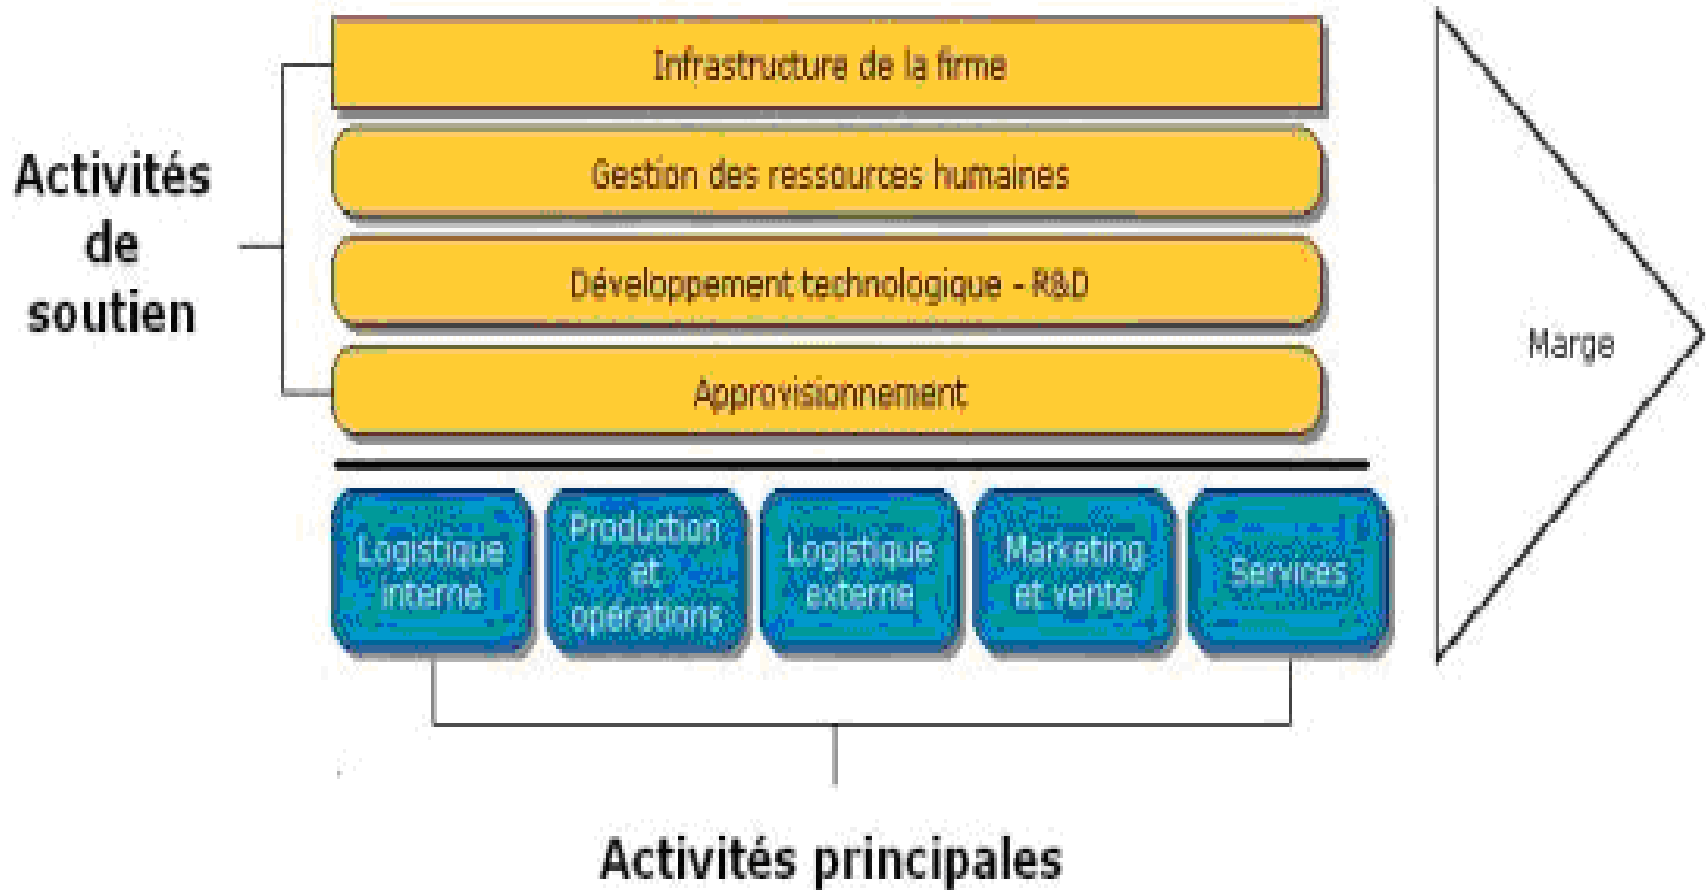 Activités
de
soutien
Infrastructure de la firme
Gestion des ressources humaines
Développement technologique - R&D
Approvisionnement
Logistique
interne
Production
et
opérations
Logistique
externe
Marketing
et vente
Services
Marge
Activités principales